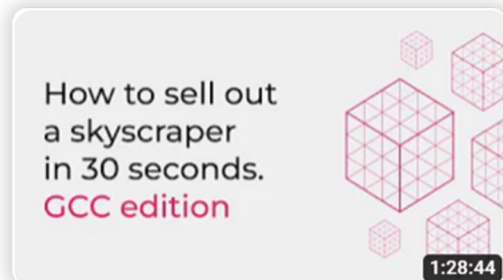 How to sell out
a skyscraper
in 30 seconds.
GCC edition
1:28:44